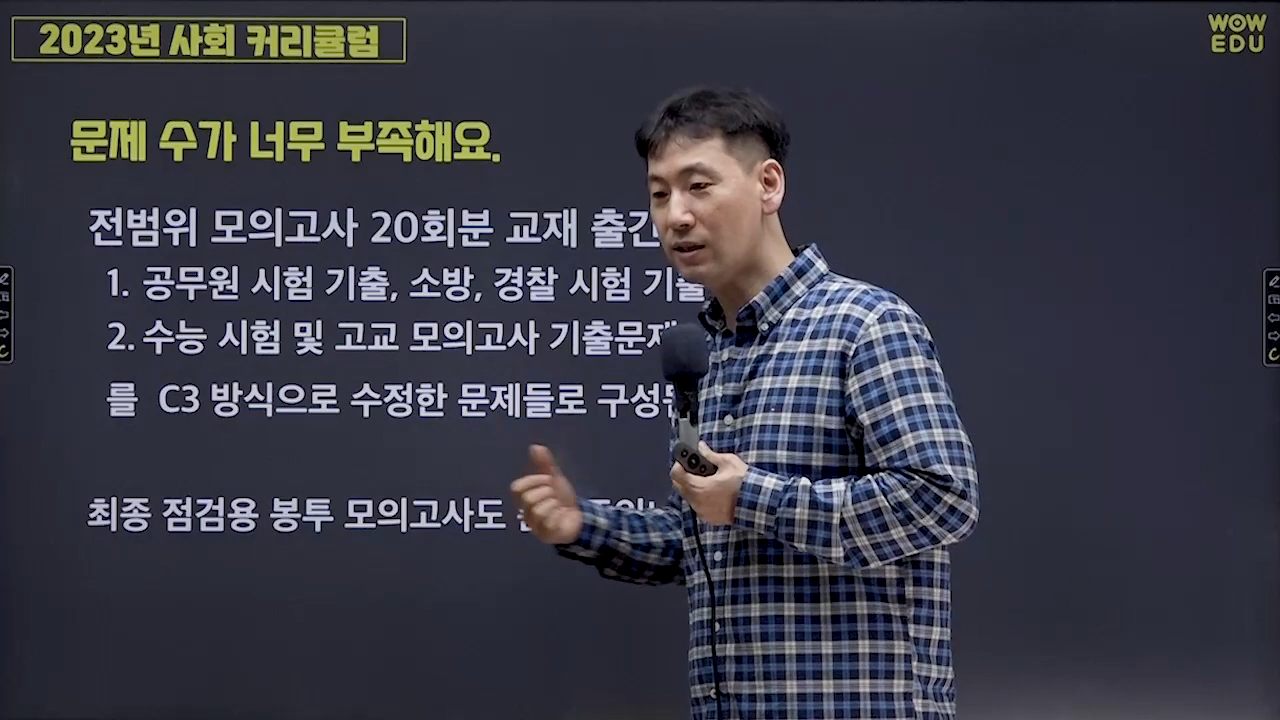 2023년 사회 커리큘럼
WOW
EDU
문제 수가 너무 부족해요.
전범위 모의고사 20회분 교재 출간
1. 공무원 시험 기출, 소방, 경찰 시험 기출
2. 수능 시험 및 고교 모의고사 기출문제
를 C3 방식으로 수정한 문제들로 구성
최종 점검용 봉투 모의고사도